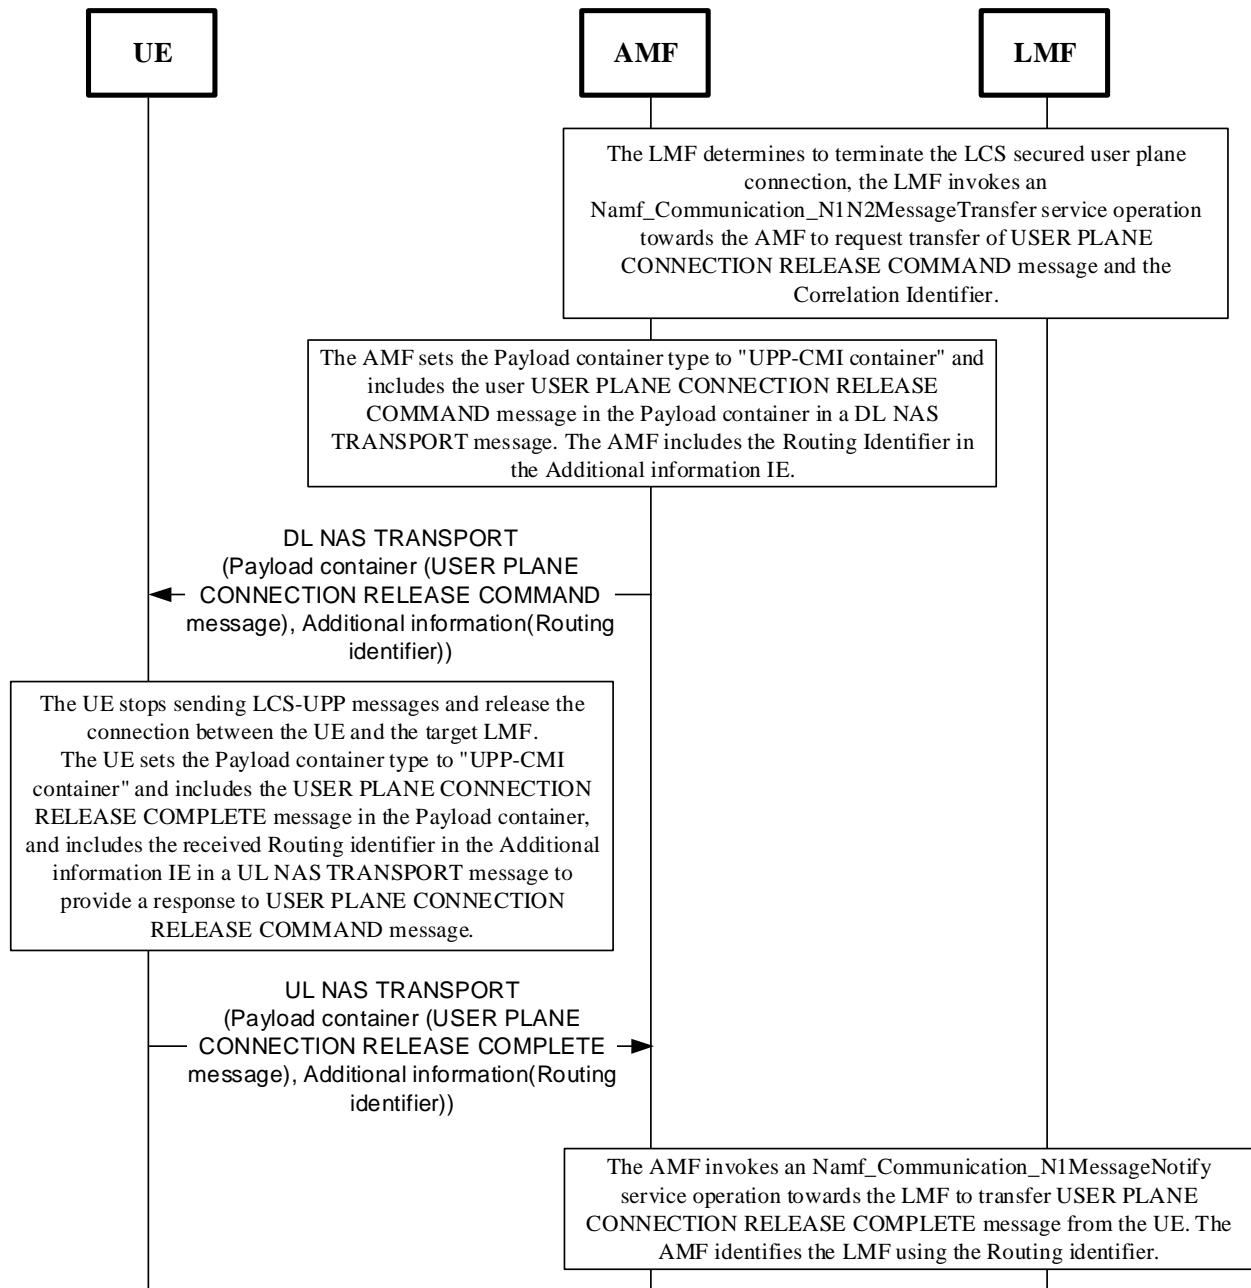 UE
AMF
LMF
The LMF determines to terminate the LCS secured user plane
connection, the LMF invokes an
Namf_Communication_N1N2MessageTransfer service operation
towards the AMF to request transfer of USER PLANE
CONNECTION RELEASE COMMAND message and the
Correlation Identifier.
The AMF sets the Payload container type to "UPP-CMI container" and
includes the user USER PLANE CONNECTION RELEASE
COMMAND message in the Payload container in a DL NAS
TRANSPORT message. The AMF includes the Routing Identifier in
the Additional information IE.
DL NAS TRANSPORT
(Payload container (USER PLANE
CONNECTION RELEASE COMMAND
message), Additional information(Routing
identifier))
The UE stops sending LCS-UPP messages and release the
connection between the UE and the target LMF.
The UE sets the Payload container type to "UPP-CMI
container" and includes the USER PLANE CONNECTION
RELEASE COMPLETE message in the Payload container,
and includes the received Routing identifier in the Additional
information IE in a UL NAS TRANSPORT message to
provide a response to USER PLANE CONNECTION
RELEASE COMMAND message.
UL NAS TRANSPORT
(Payload container (USER PLANE
CONNECTION RELEASE COMPLETE
message), Additional information(Routing
identifier))
The AMF invokes an Namf_Communication_N1MessageNotify
service operation towards the LMF to transfer USER PLANE
CONNECTION RELEASE COMPLETE message from the UE. The
AMF identifies the LMF using the Routing identifier.